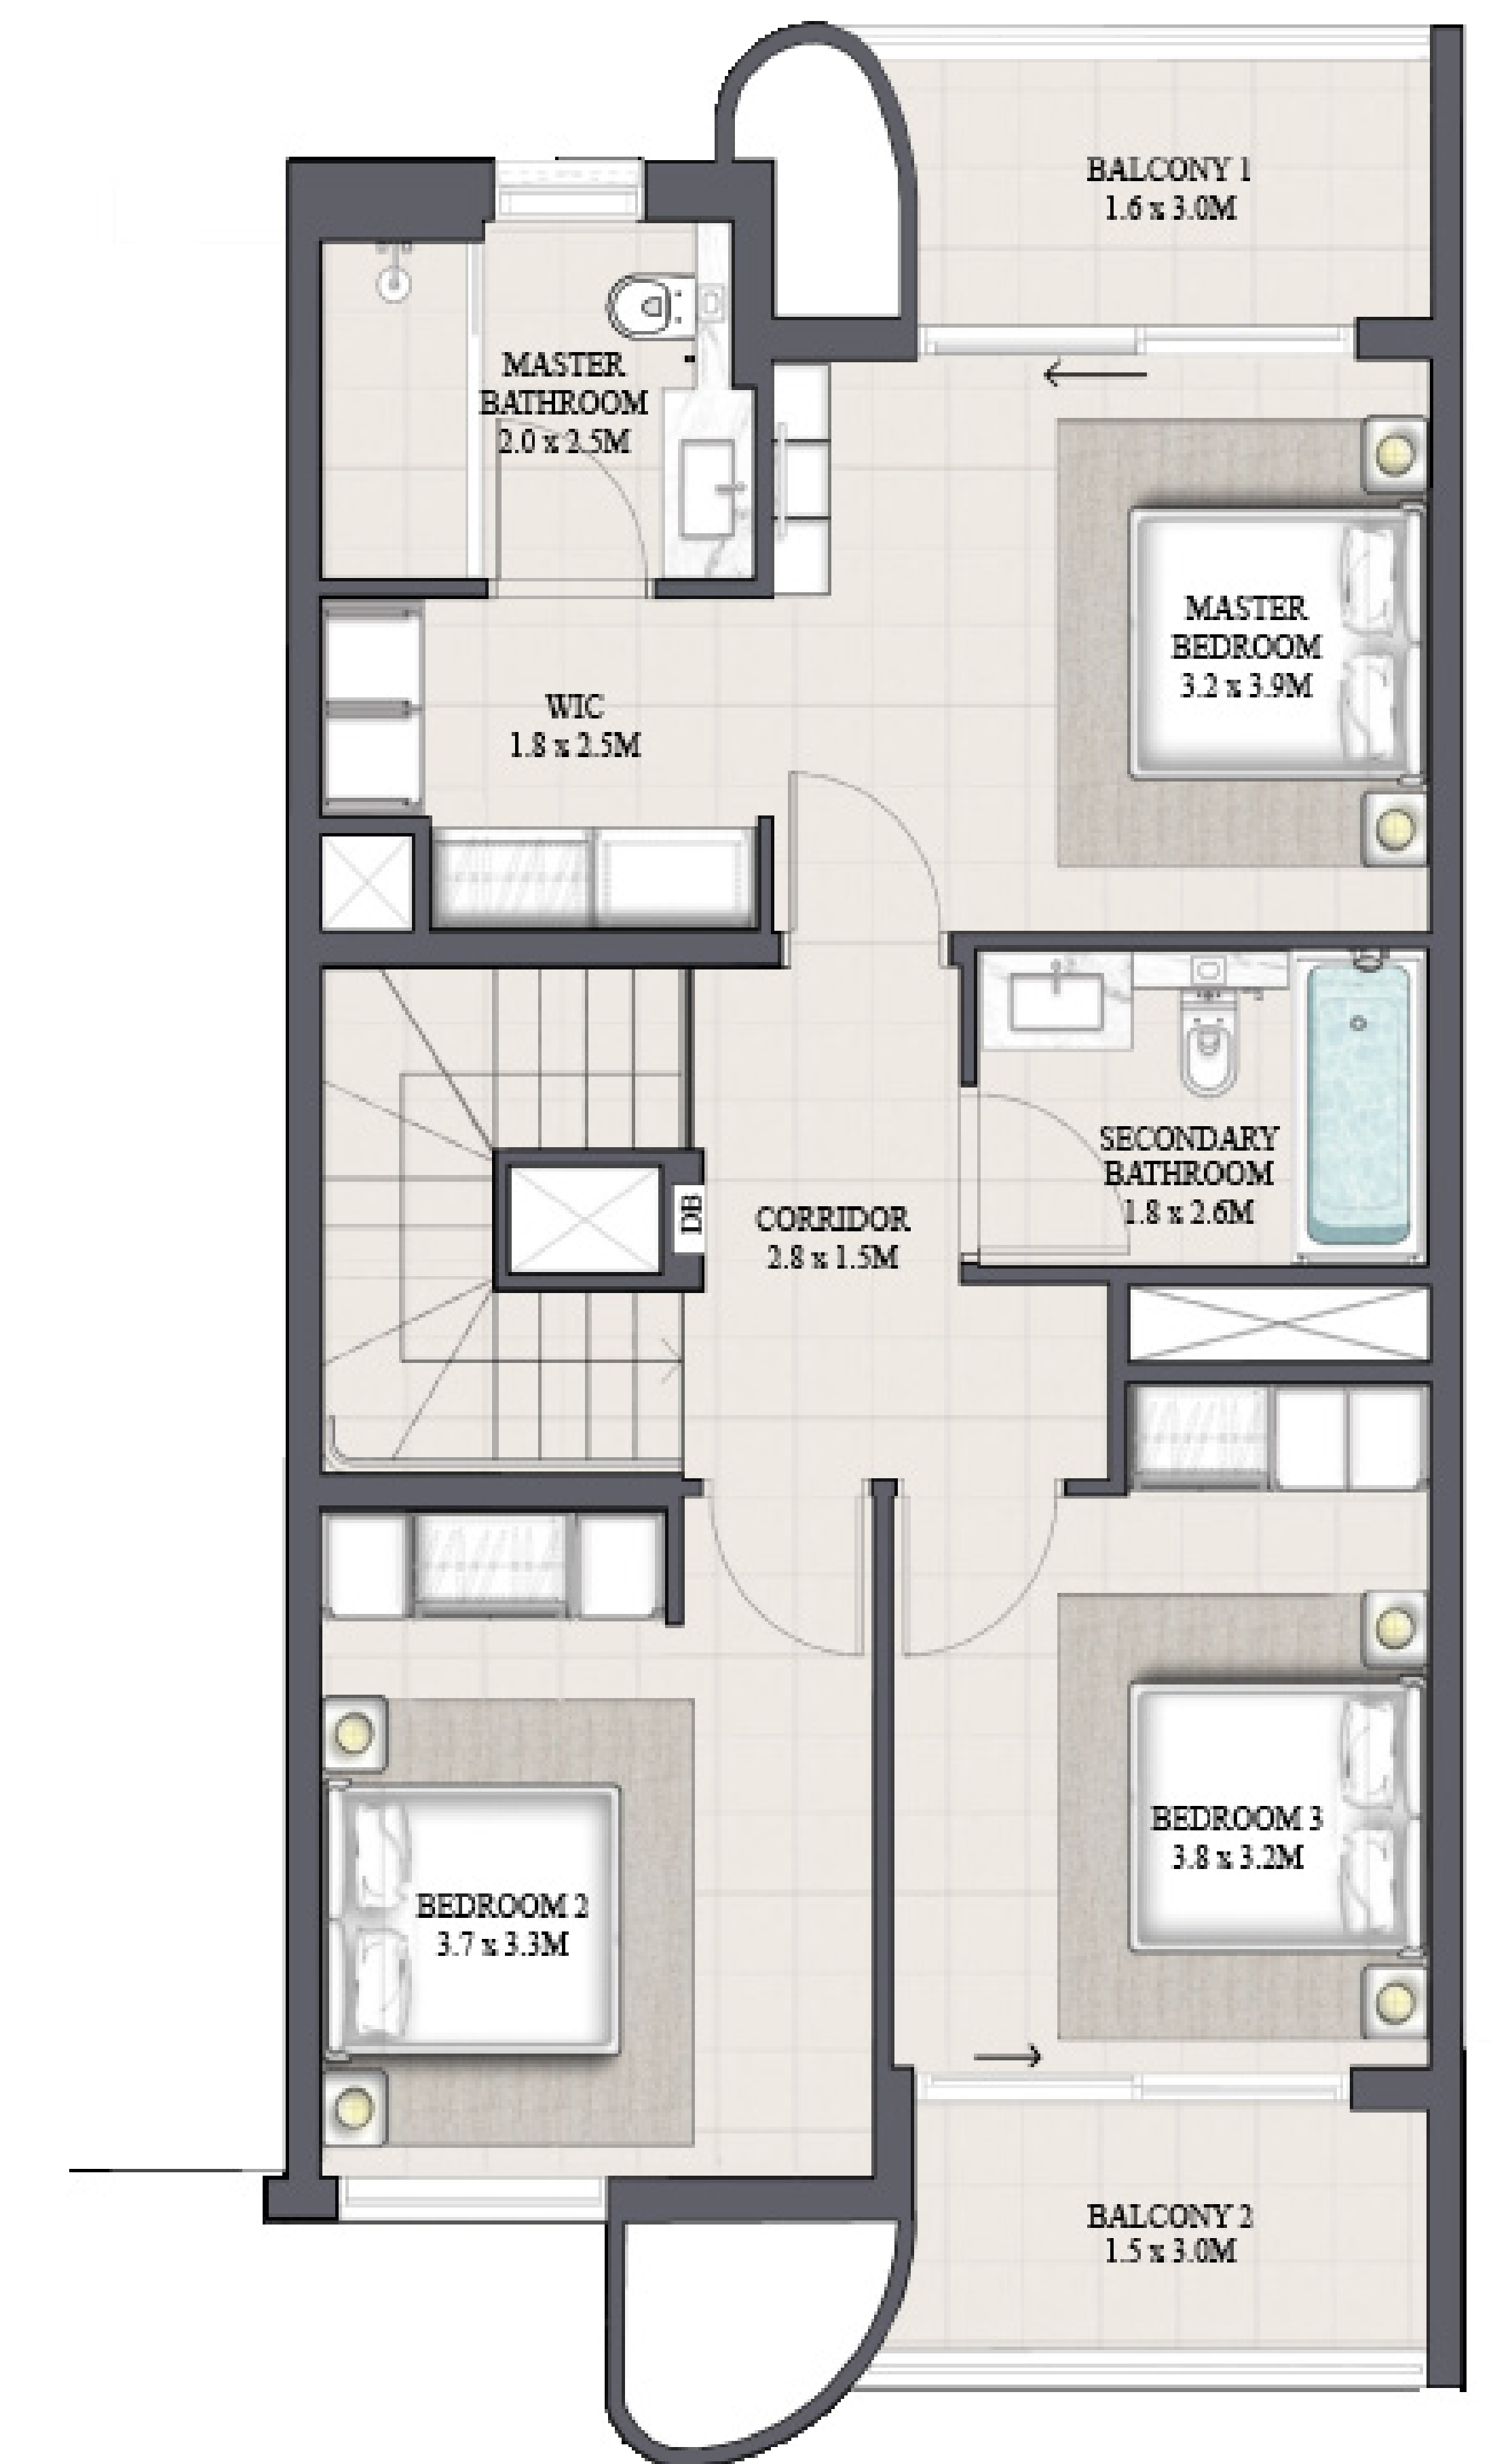 BALCONY 1
1.6 x 3.0M
MASTER
BATHROOM
2.0 x 2.5M
MASTER
BEDROOM
3.2 x 3.9M
WIC
1.8 x 2.5M
SECONDARY
BATHROOM
1.8 x 2.6M
DB
CORRIDOR
2.8 x 1.5M
BEDROOM 3
3.8 x 3.2M
BEDROOM 2
3.7 x 3.3M
BALCONY 2
1.5 x 3.0M